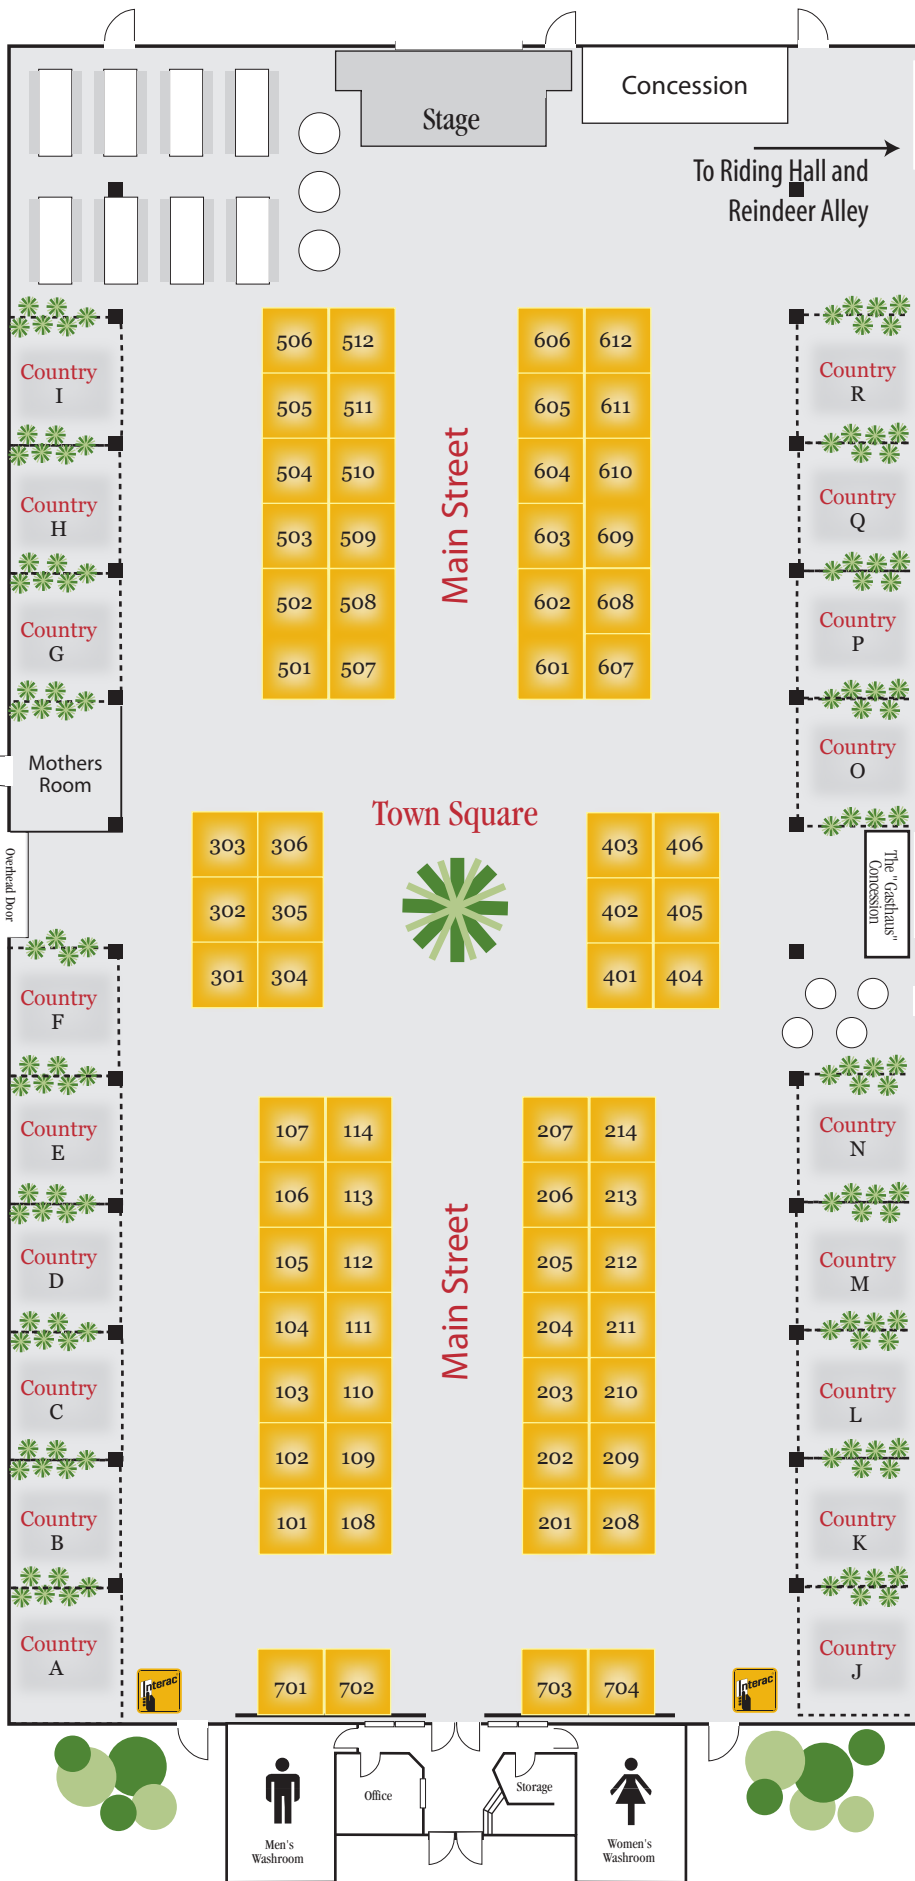 Concession
Stage
To Riding Hall and
Reindeer Alley
506 512
606 612
Country
I
Country
R
505 511
605 611
504 510
604 610
Main Street
Country
H
Country
Q
503 509
603 609
502 508
602 608
Country
G
Country
P
501 507
601 607
Mothers
Room
Country
O
Town Square
303 306
403 406
Overhead Door
The "Gasthaus"
Concession
302 305
402 405
301 304
401 404
Country
F
107 114
207 214
Country
E
Country
N
106 113
206 213
105 112
205 212
Main Street
Country
D
Country
M
104 111
204 211
103 110
203 210
Country
C
Country
L
102 109
202 209
101 108
201 208
Country
B
Country
K
Country
A
Country
J
Interac
701 702
703 704
Interac
Office
Storage
Men's
Washroom
Women's
Washroom